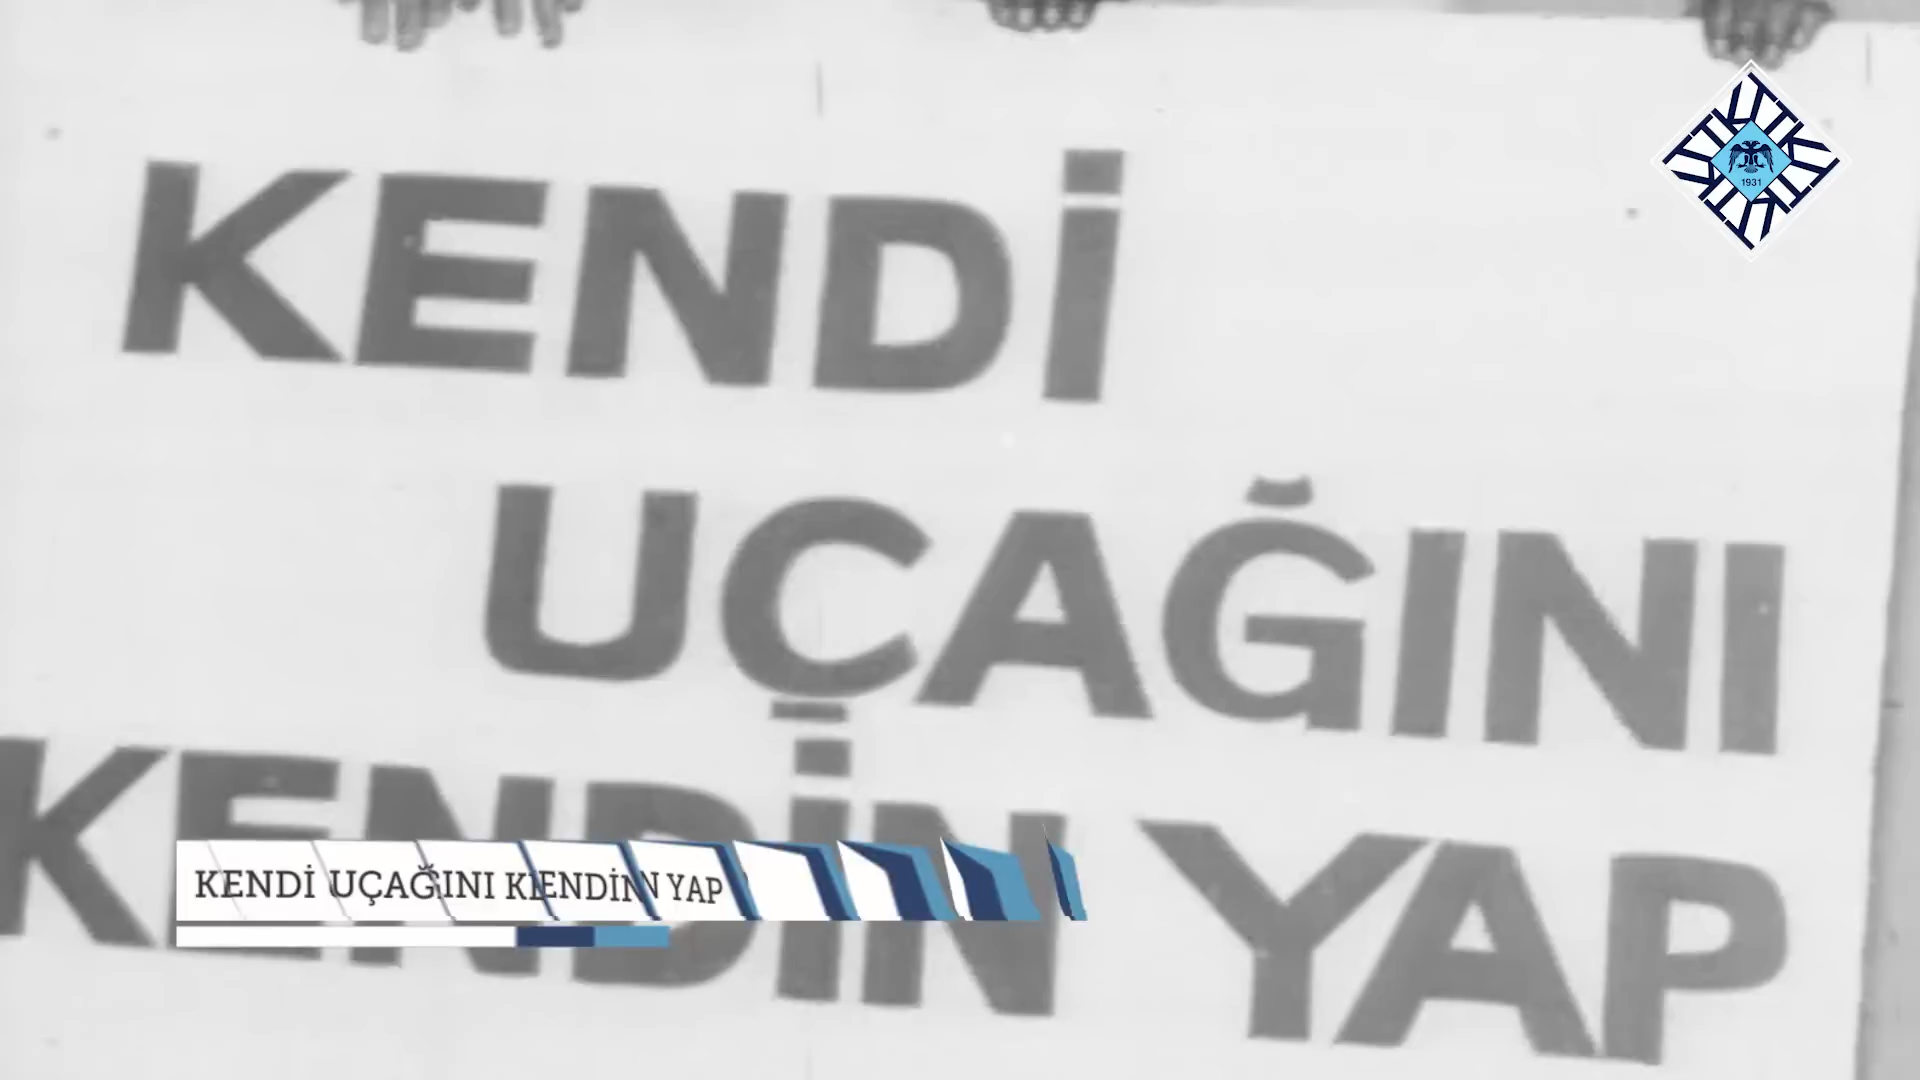 KENDİ
UÇAĞINI
KENDİN YAP
KENDİ UÇAĞINI KENDİN YAP
1931